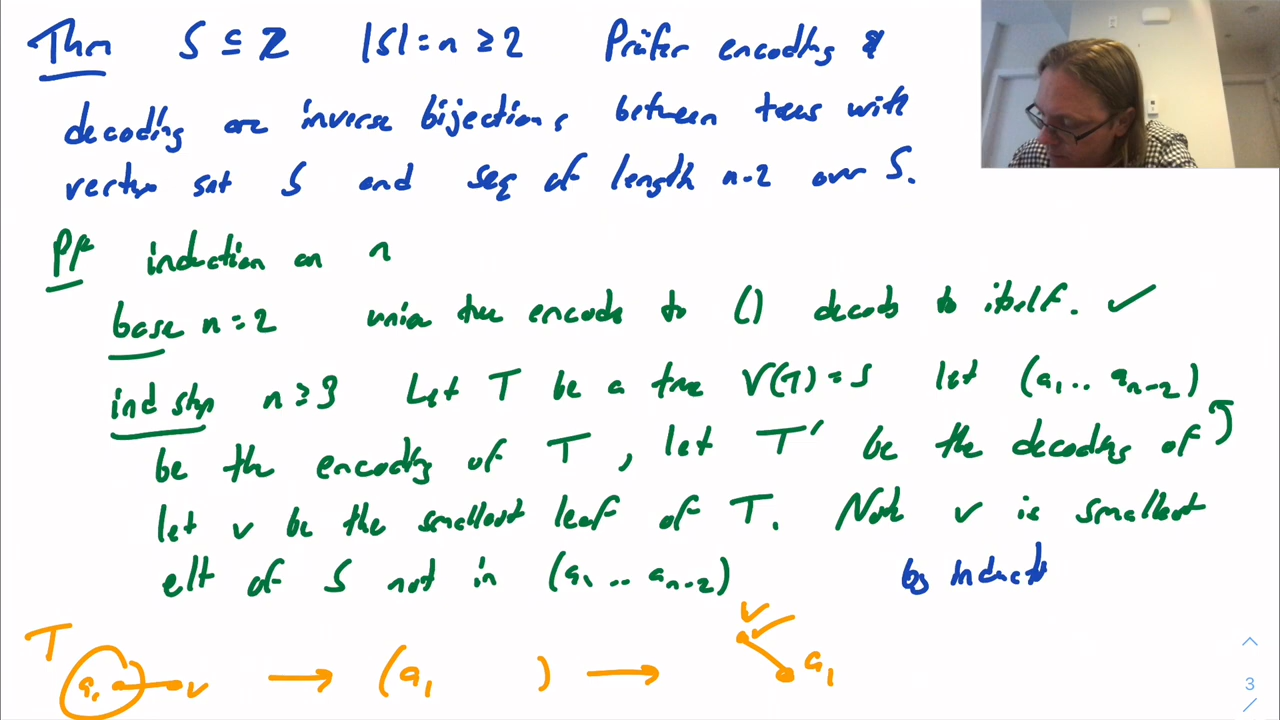 Thm S ⊆ Z |S| = n ≥ 2 Prüfer encoding &
decoding are inverse bijections between trees with
vertex set S and seq of length n-2 over S.
Pf induction on n
base n = 2 tree encode to () decods to itself. ✓
ind step n ≥ 3 Let T be a tree V(T) = S let (a₁ .. aₙ₋₂)
be the encoding of T, let T' be the decoding of
let v be the smallest leaf of T. Note v is smallest
elt of S not in (a₁ .. aₙ₋₂) by induct
T v
a₁ v → (a₁ ) → a₁
3